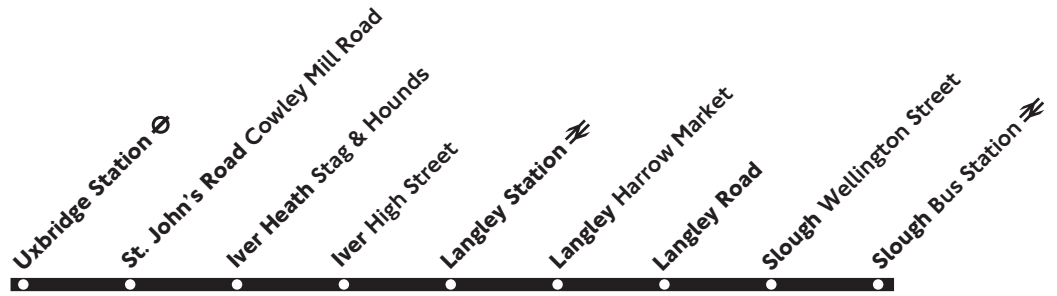 Uxbridge Station
St. John's Road Cowley Mill Road
Iver Heath Stag & Hounds
Iver High Street
Langley Station
Langley Harrow Market
Langley Road
Slough Wellington Street
Slough Bus Station